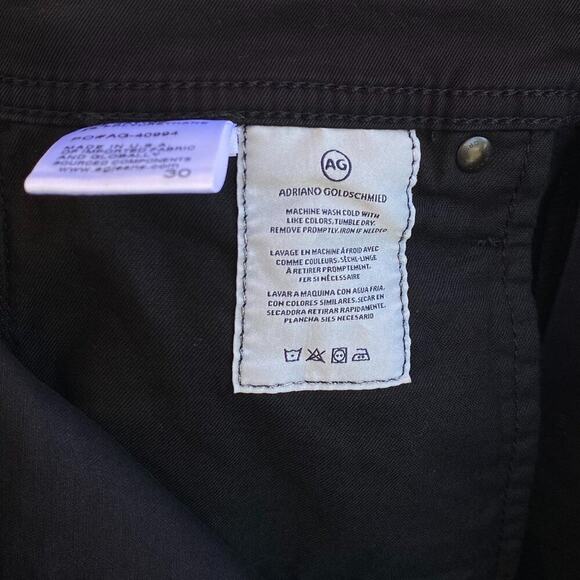 PO#AG-40994
MADE IN U.S.A.
OF IMPORTED FABRIC
AND GLOBALLY
SOURCED COMPONENTS
www.agjeans.com
30
AG
ADRIANO GOLDSCHMIED
MACHINE WASH COLD WITH
LIKE COLORS. TUMBLE DRY.
REMOVE PROMPTLY. IRON IF NEEDED
LAVAGE EN MACHINE À FROID AVEC
COMME COULEURS. SÈCHE-LINGE
À RETIRER PROMPTEMENT.
FER SI NÉCESSAIRE
LAVAR A MAQUINA CON AGUA FRIA,
CON COLORES SIMILARES. SECAR EN
SECADORA RETIRAR RAPIDAMENTE.
PLANCHA SIES NECESARIO